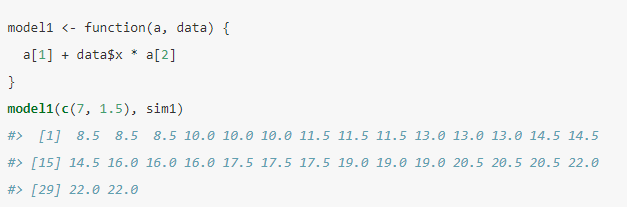 model1 <- function(a, data) {
  a[1] + data$x * a[2]
}
model1(c(7, 1.5), sim1)
#>  [1]  8.5  8.5  8.5 10.0 10.0 10.0 11.5 11.5 11.5 13.0 13.0 13.0 14.5 14.5
#> [15] 14.5 16.0 16.0 16.0 17.5 17.5 17.5 19.0 19.0 19.0 20.5 20.5 20.5 22.0
#> [29] 22.0 22.0